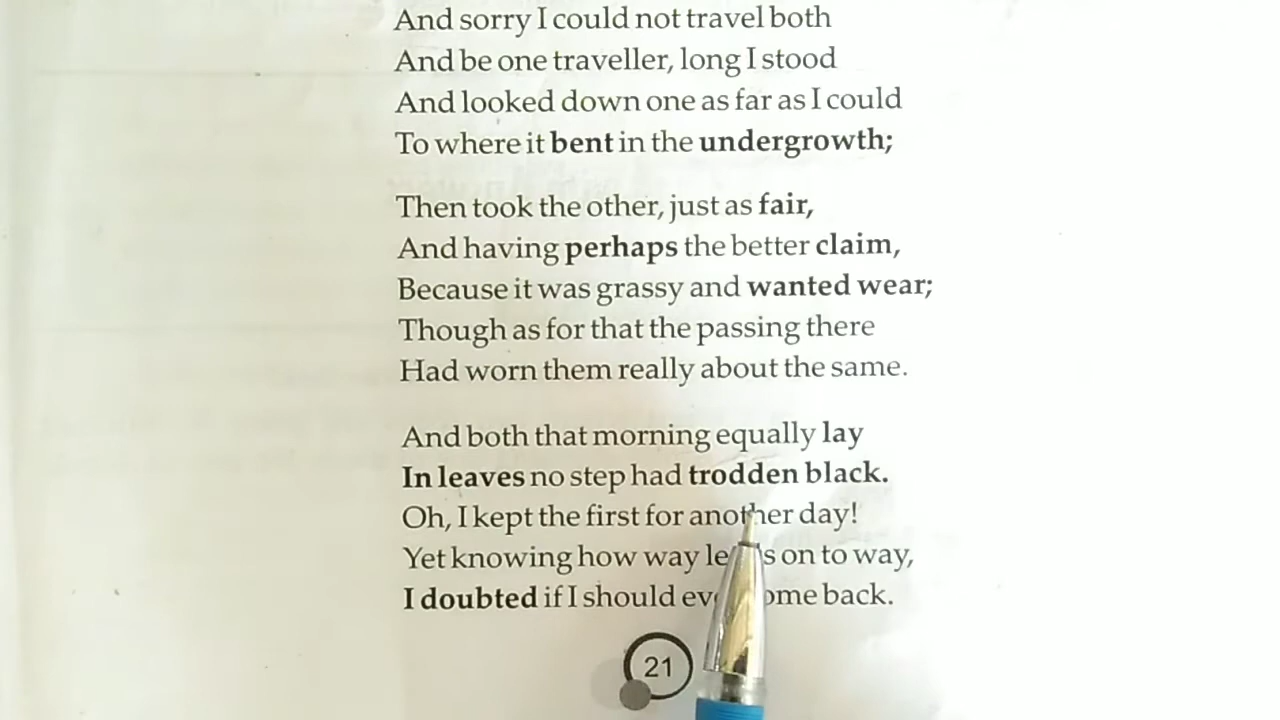 And sorry I could not travel both
And be one traveller, long I stood
And looked down one as far as I could
To where it bent in the undergrowth;
Then took the other, just as fair,
And having perhaps the better claim,
Because it was grassy and wanted wear;
Though as for that the passing there
Had worn them really about the same.
And both that morning equally lay
In leaves no step had trodden black.
Oh, I kept the first for another day!
Yet knowing how way on to way,
I doubted if I should back.
21